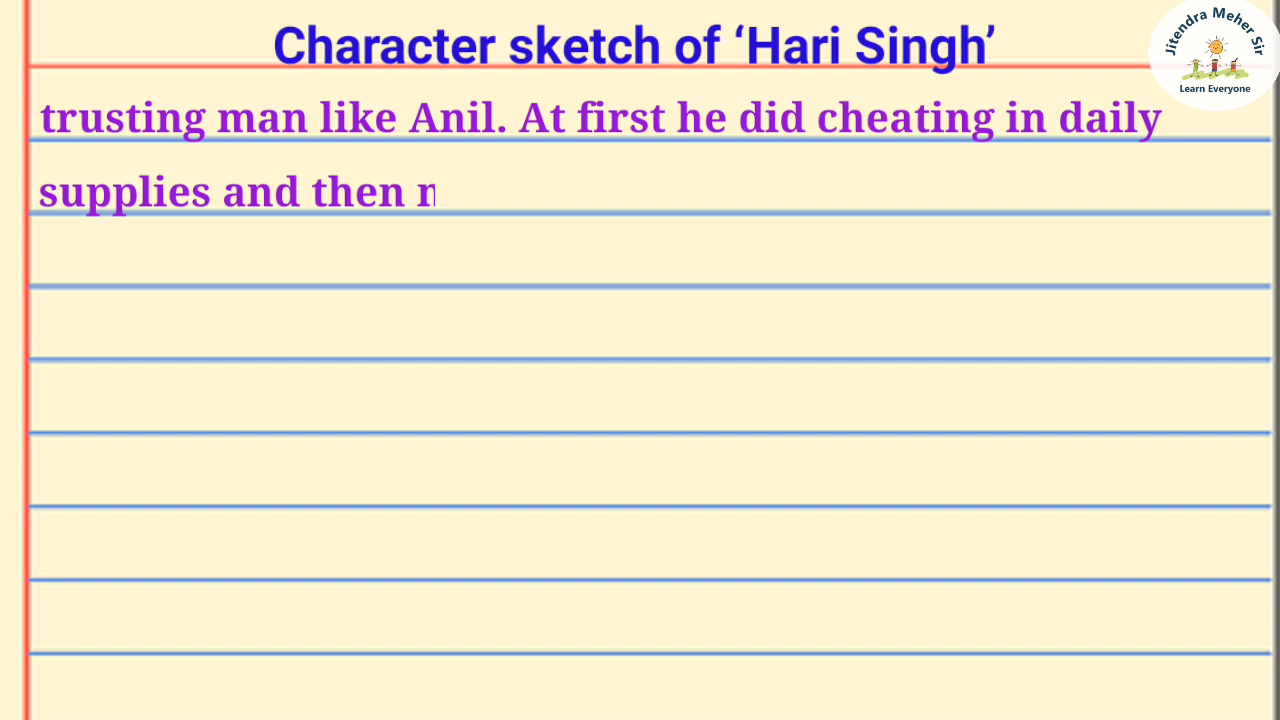 Character sketch of ‘Hari Singh’
Jitendra Meher Sir
Learn Everyone
trusting man like Anil. At first he did cheating in daily
supplies and then